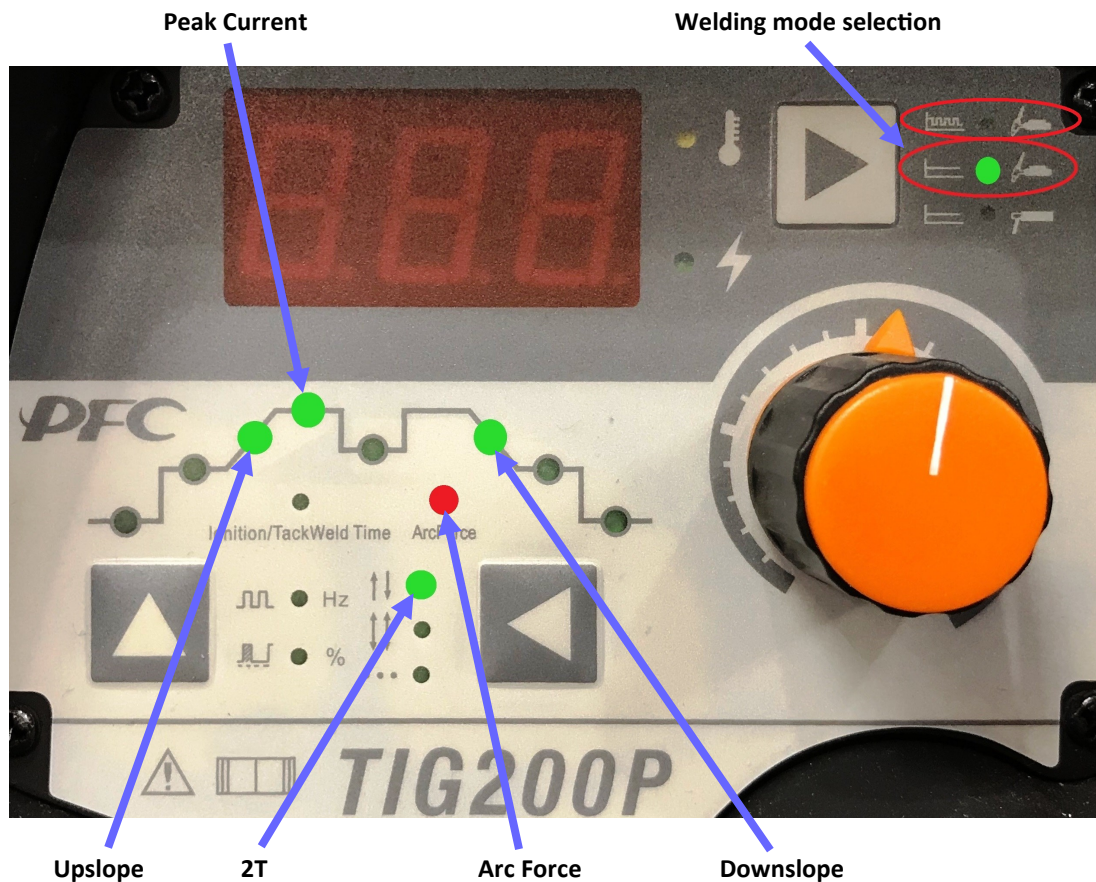 Peak Current
Welding mode selection
PFC
Ignition/TackWeld Time
ArcForce
Hz
%
TIG200P
Upslope
2T
Arc Force
Downslope